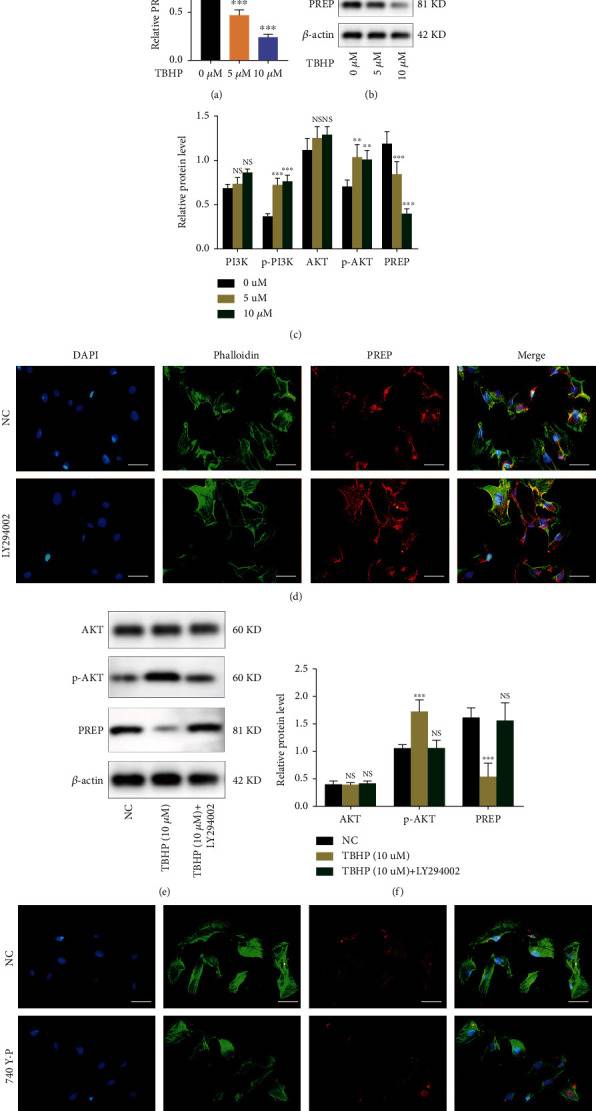 Relative PR
0.5
0.0
***
***
TBHP 0 μM 5 μM 10 μM
(a)
PREP 81 KD
β-actin 42 KD
TBHP
0 μM
5 μM
10 μM
(b)
Relative protein level
1.5
1.0
0.5
0.0
NS
NS
***
***
NS
NS
**
**
***
***
PI3K p-PI3K AKT p-AKT PREP
0 uM
5 uM
10 μM
(c)
DAPI Phalloidin PREP Merge
NC
LY294002
(d)
AKT 60 KD
p-AKT 60 KD
PREP 81 KD
β-actin 42 KD
NC
TBHP (10 μM)
TBHP (10 μM)+
LY294002
(e)
Relative protein level
2.5
2.0
1.5
1.0
0.5
0.0
NS
NS
***
NS
***
NS
AKT p-AKT PREP
NC
TBHP (10 uM)
TBHP (10 uM)+LY294002
(f)
NC
740 Y-P